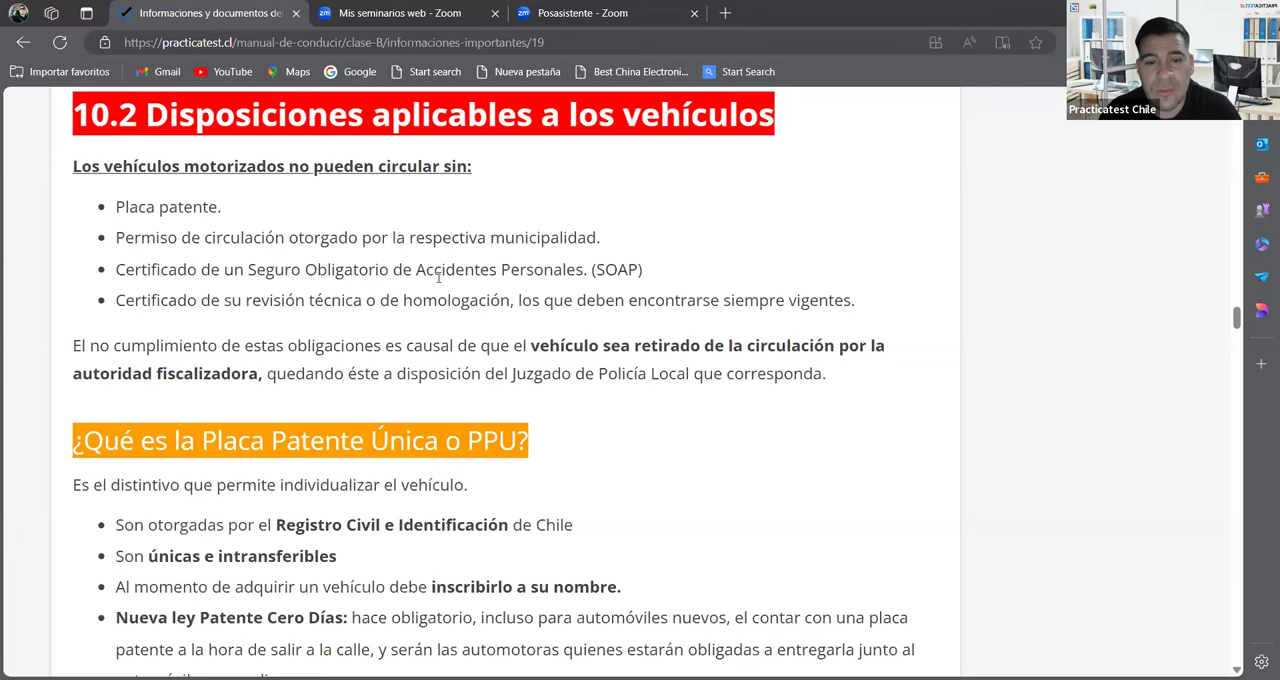 Informaciones y documentos de
Mis seminarios web - Zoom
Posasistente - Zoom
https://practicatest.cl/manual-de-conducir/clase-B/informaciones-importantes/19
Importar favoritos
Gmail
YouTube
Maps
Google
Start search
Nueva pestaña
Best China Electroni...
Start Search
Practicatest Chile
10.2 Disposiciones aplicables a los vehículos
Los vehículos motorizados no pueden circular sin:
• Placa patente.
• Permiso de circulación otorgado por la respectiva municipalidad.
• Certificado de un Seguro Obligatorio de Accidentes Personales. (SOAP)
• Certificado de su revisión técnica o de homologación, los que deben encontrarse siempre vigentes.
El no cumplimiento de estas obligaciones es causal de que el vehículo sea retirado de la circulación por la
autoridad fiscalizadora, quedando éste a disposición del Juzgado de Policía Local que corresponda.
¿Qué es la Placa Patente Única o PPU?
Es el distintivo que permite individualizar el vehículo.
• Son otorgadas por el Registro Civil e Identificación de Chile
• Son únicas e intransferibles
• Al momento de adquirir un vehículo debe inscribirlo a su nombre.
• Nueva ley Patente Cero Días: hace obligatorio, incluso para automóviles nuevos, el contar con una placa
patente a la hora de salir a la calle, y serán las automotoras quienes estarán obligadas a entregarla junto al